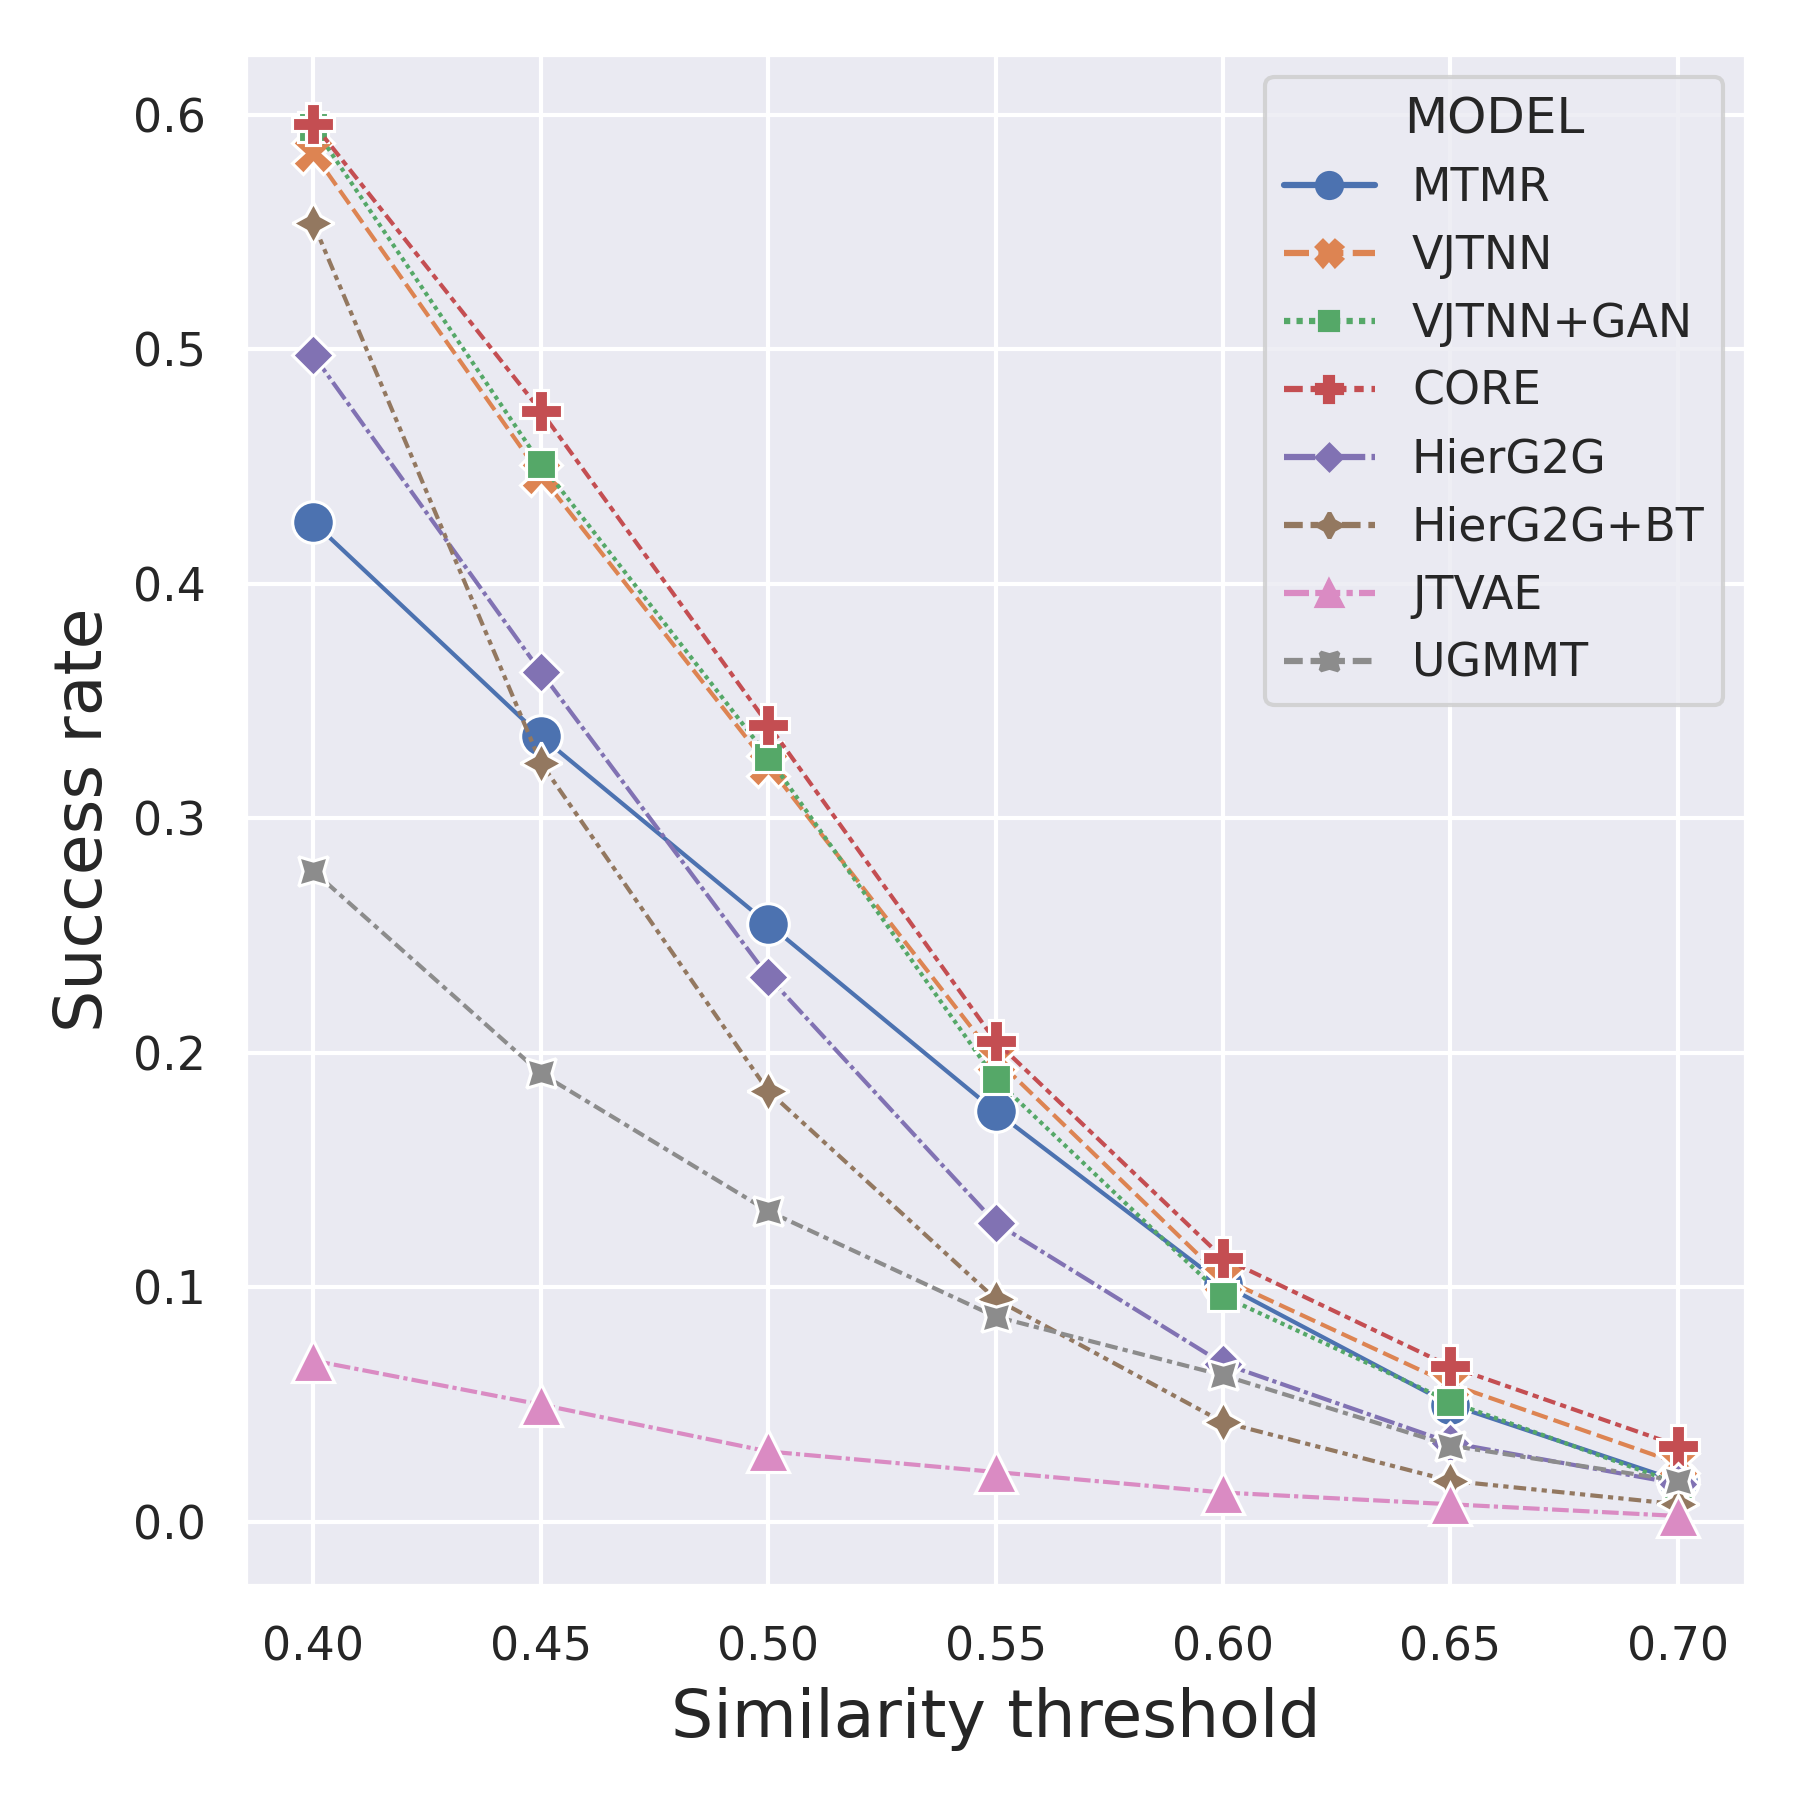 MODEL
MTMR
VJTNN
VJTNN+GAN
CORE
HierG2G
HierG2G+BT
JTVAE
UGMMT
Success rate
0.6
0.5
0.4
0.3
0.2
0.1
0.0
0.40 0.45 0.50 0.55 0.60 0.65 0.70
Similarity threshold